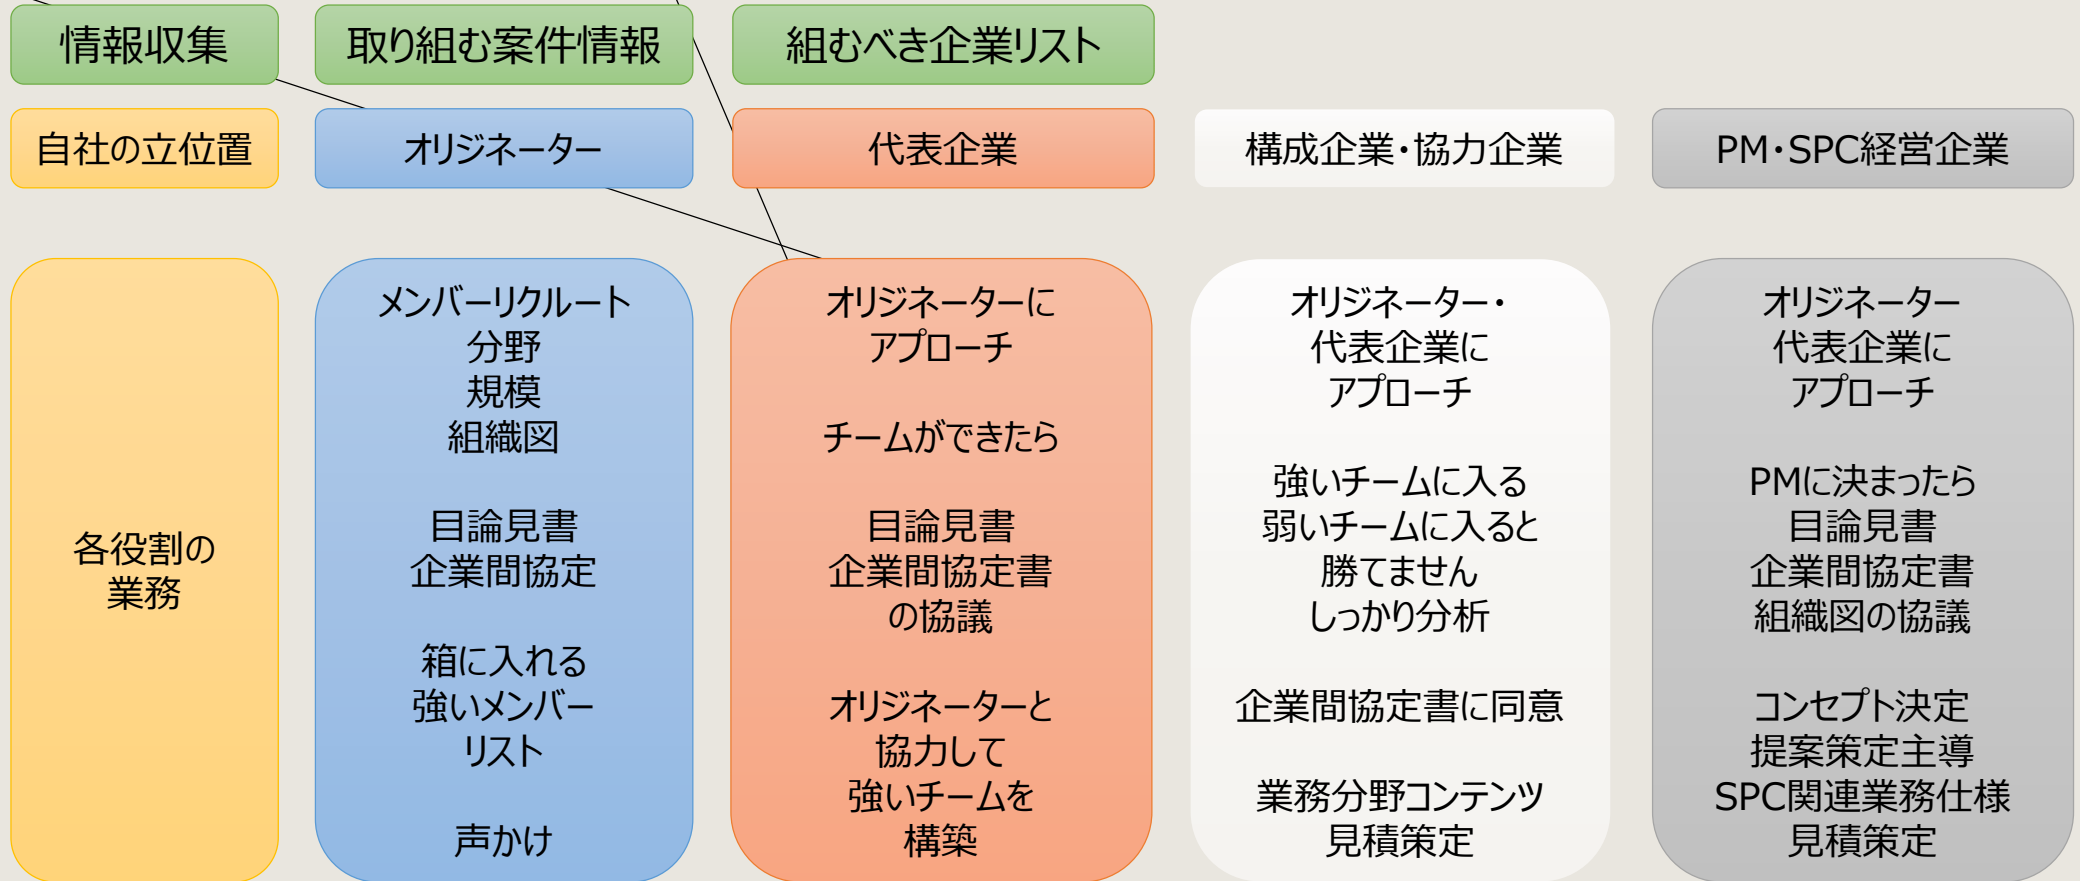 情報収集
取り組む案件情報
組むべき企業リスト
自社の立位置
オリジネーター
代表企業
構成企業・協力企業
PM・SPC経営企業
各役割の
業務
メンバーリクルート
分野
規模
組織図
目論見書
企業間協定
箱に入れる
強いメンバー
リスト
声かけ
オリジネーターに
アプローチ
チームができたら
目論見書
企業間協定書
の協議
オリジネーターと
協力して
強いチームを
構築
オリジネーター・
代表企業に
アプローチ
強いチームに入る
弱いチームに入ると
勝てません
しっかり分析
企業間協定書に同意
業務分野コンテンツ
見積策定
オリジネーター
代表企業に
アプローチ
PMに決まったら
目論見書
企業間協定書
組織図の協議
コンセプト決定
提案策定主導
SPC関連業務仕様
見積策定